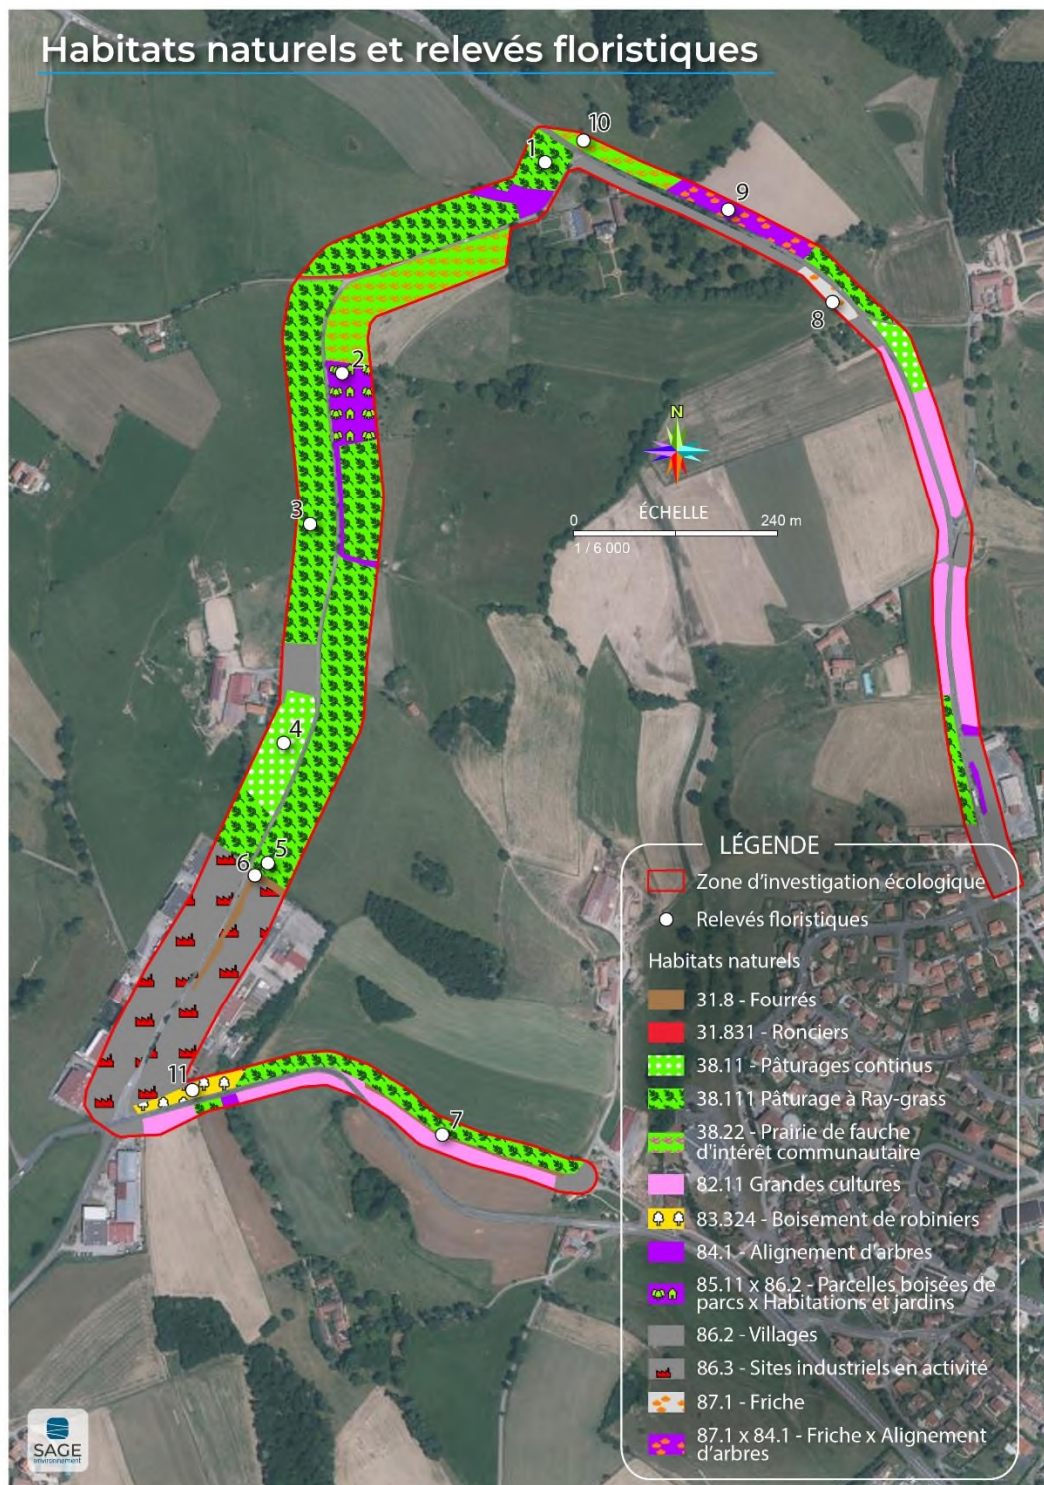 Habitats naturels et relevés floristiques
10
1
9
8
2
N
3
ÉCHELLE
0
240 m
1 / 6 000
4
5
6
11
7
LÉGENDE
Zone d'investigation écologique
Relevés floristiques
Habitats naturels
31.8 - Fourrés
31.831 - Ronciers
38.11 - Pâturages continus
38.111 Pâturage à Ray-grass
38.22 - Prairie de fauche
d'intérêt communautaire
82.11 Grandes cultures
83.324 - Boisement de robiniers
84.1 - Alignement d'arbres
85.11 x 86.2 - Parcelles boisées de
parcs x Habitations et jardins
86.2 - Villages
86.3 - Sites industriels en activité
87.1 - Friche
87.1 x 84.1 - Friche x Alignement
d'arbres
SAGE
environnement